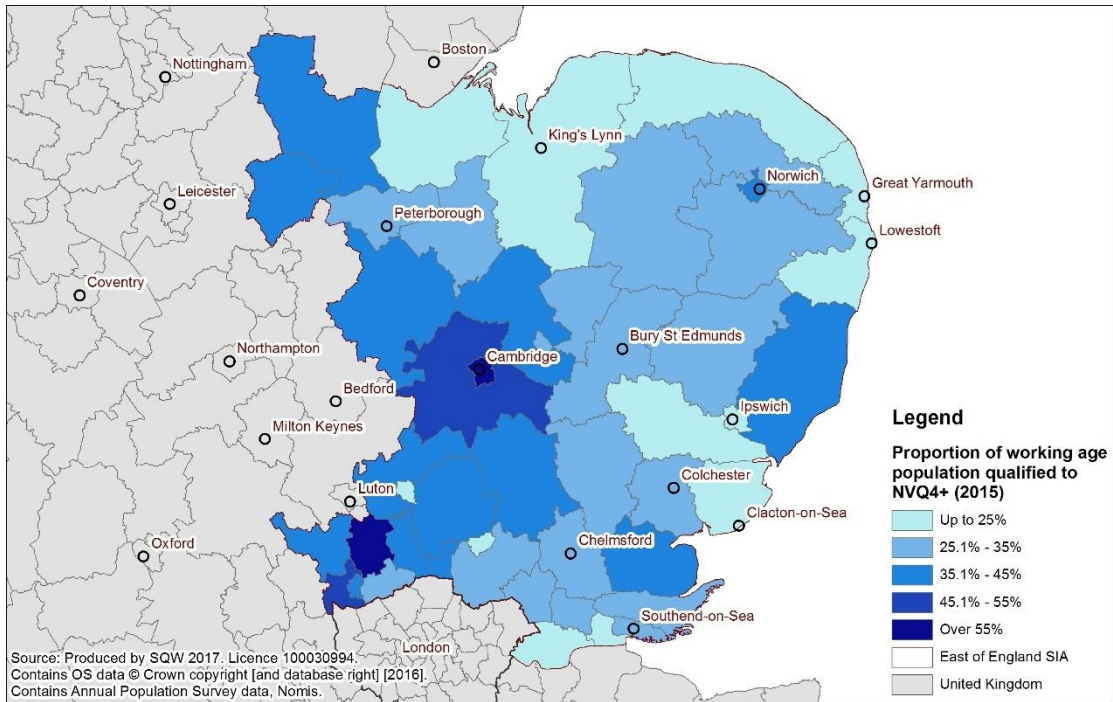 Boston
Nottingham
King's Lynn
Norwich
Great Yarmouth
Leicester
Peterborough
Lowestoft
Coventry
Bury St Edmunds
Northampton
Cambridge
Bedford
Ipswich
Milton Keynes
Colchester
Luton
Clacton-on-Sea
Oxford
Chelmsford
Southend-on-Sea
London
Legend
Proportion of working age
population qualified to
NVQ4+ (2015)
Up to 25%
25.1% - 35%
35.1% - 45%
45.1% - 55%
Over 55%
East of England SIA
United Kingdom
Source: Produced by SQW 2017. Licence 100030994.
Contains OS data © Crown copyright [and database right] [2016].
Contains Annual Population Survey data, Nomis.